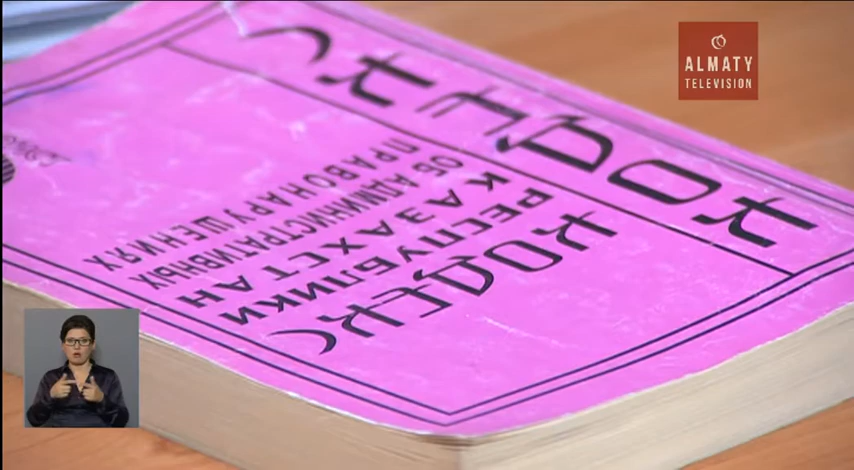 ALMATY
TELEVISION
КОДЕКС
КОДЕКС
РЕСПУБЛИКИ
КАЗАХСТАН
ОБ АДМИНИСТРАТИВНЫХ
ПРАВОНАРУШЕНИЯХ